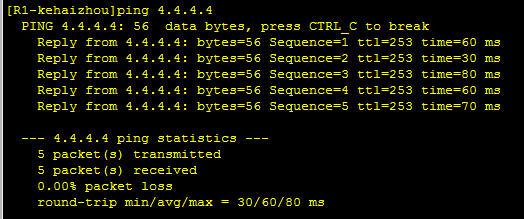 [R1-kehaizhou]ping 4.4.4.4
PING 4.4.4.4: 56  data bytes, press CTRL_C to break
Reply from 4.4.4.4: bytes=56 Sequence=1 ttl=253 time=60 ms
Reply from 4.4.4.4: bytes=56 Sequence=2 ttl=253 time=30 ms
Reply from 4.4.4.4: bytes=56 Sequence=3 ttl=253 time=80 ms
Reply from 4.4.4.4: bytes=56 Sequence=4 ttl=253 time=60 ms
Reply from 4.4.4.4: bytes=56 Sequence=5 ttl=253 time=70 ms
--- 4.4.4.4 ping statistics ---
5 packet(s) transmitted
5 packet(s) received
0.00% packet loss
round-trip min/avg/max = 30/60/80 ms